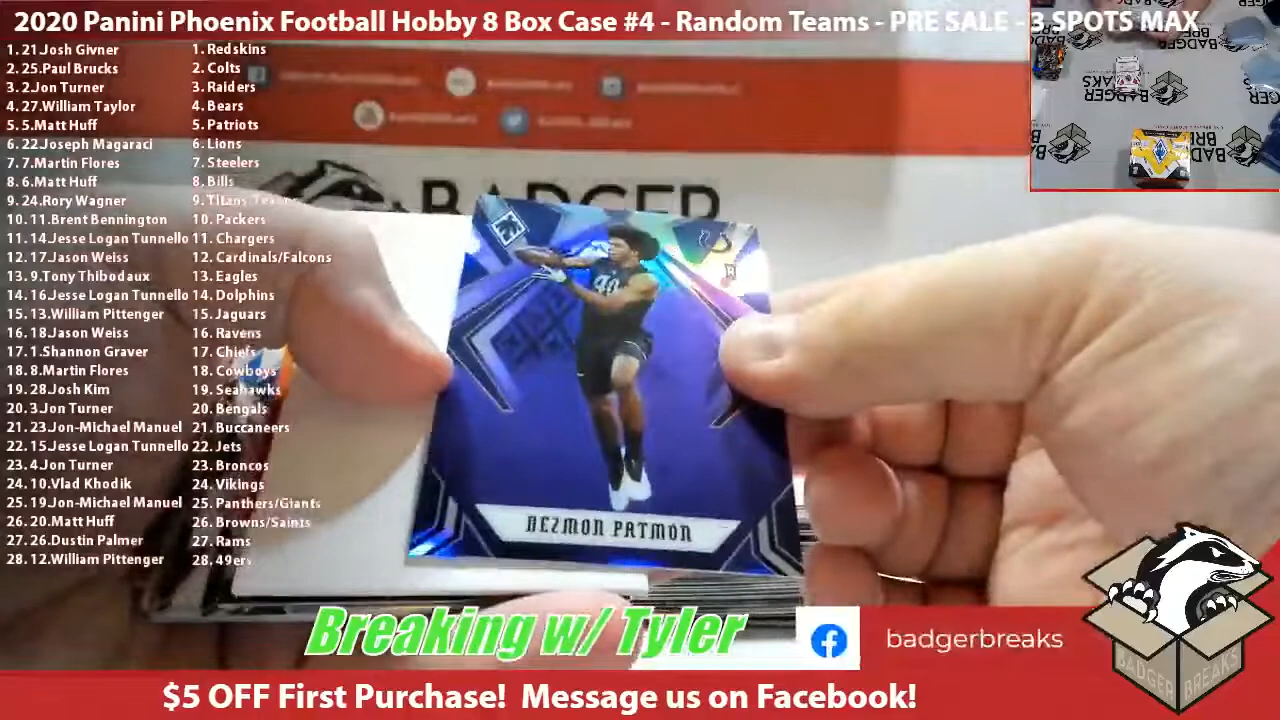 2020 Panini Phoenix Football Hobby 8 Box Case #4 - Random Teams - PRE SALE - 3 SPOTS MAX
1. 21.Josh Givner 1. Redskins
2. 25.Paul Brucks 2. Colts
3. 2.Jon Turner 3. Raiders
4. 27.William Taylor 4. Bears
5. 5.Matt Huff 5. Patriots
6. 22.Joseph Magaraci 6. Lions
7. 7.Martin Flores 7. Steelers
8. 6.Matt Huff 8. Bills
9. 24.Rory Wagner 9. Titans
10. 11.Brent Bennington 10. Packers
11. 14.Jesse Logan Tunnello 11. Chargers
12. 17.Jason Weiss 12. Cardinals/Falcons
13. 9.Tony Thibodaux 13. Eagles
14. 16.Jesse Logan Tunnello 14. Dolphins
15. 13.William Pittenger 15. Jaguars
16. 18.Jason Weiss 16. Ravens
17. 1.Shannon Graver 17. Chiefs
18. 8.Martin Flores 18. Cowboys
19. 28.Josh Kim 19. Seahawks
20. 3.Jon Turner 20. Bengals
21. 23.Jon-Michael Manuel 21. Buccaneers
22. 15.Jesse Logan Tunnello 22. Jets
23. 4.Jon Turner 23. Broncos
24. 10.Vlad Khodik 24. Vikings
25. 19.Jon-Michael Manuel 25. Panthers/Giants
26. 20.Matt Huff 26. Browns/Saints
27. 26.Dustin Palmer 27. Rams
28. 12.William Pittenger 28. 49ers
BADGER
BADGER
BREAKS
DEZMON PATMON
Breaking w/ Tyler
badgerbreaks
BADGER BREAKS
$5 OFF First Purchase! Message us on Facebook!